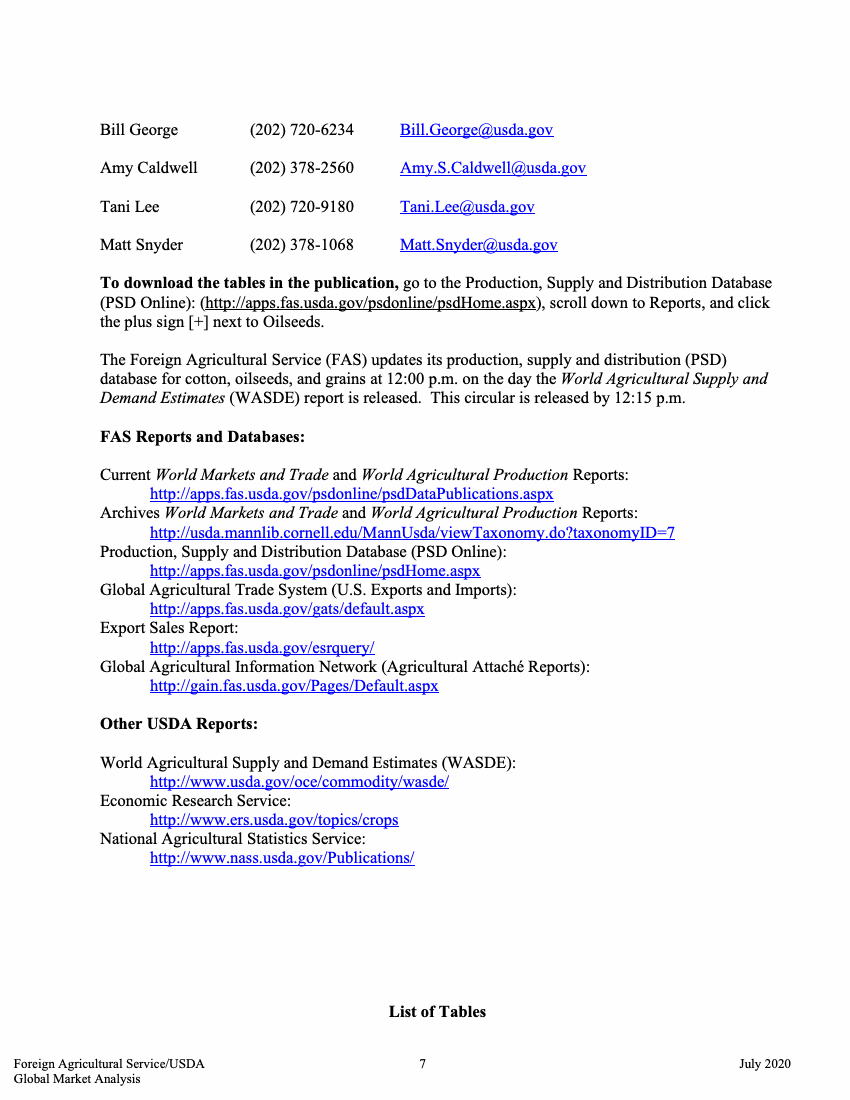 Bill George (202) 720-6234 Bill.George@usda.gov
Amy Caldwell (202) 378-2560 Amy.S.Caldwell@usda.gov
Tani Lee (202) 720-9180 Tani.Lee@usda.gov
Matt Snyder (202) 378-1068 Matt.Snyder@usda.gov
To download the tables in the publication, go to the Production, Supply and Distribution Database
(PSD Online): (http://apps.fas.usda.gov/psdonline/psdHome.aspx), scroll down to Reports, and click
the plus sign [+] next to Oilseeds.
The Foreign Agricultural Service (FAS) updates its production, supply and distribution (PSD)
database for cotton, oilseeds, and grains at 12:00 p.m. on the day the World Agricultural Supply and
Demand Estimates (WASDE) report is released. This circular is released by 12:15 p.m.
FAS Reports and Databases:
Current World Markets and Trade and World Agricultural Production Reports:
http://apps.fas.usda.gov/psdonline/psdDataPublications.aspx
Archives World Markets and Trade and World Agricultural Production Reports:
http://usda.mannlib.cornell.edu/MannUsda/viewTaxonomy.do?taxonomyID=7
Production, Supply and Distribution Database (PSD Online):
http://apps.fas.usda.gov/psdonline/psdHome.aspx
Global Agricultural Trade System (U.S. Exports and Imports):
http://apps.fas.usda.gov/gats/default.aspx
Export Sales Report:
http://apps.fas.usda.gov/esrquery/
Global Agricultural Information Network (Agricultural Attaché Reports):
http://gain.fas.usda.gov/Pages/Default.aspx
Other USDA Reports:
World Agricultural Supply and Demand Estimates (WASDE):
http://www.usda.gov/oce/commodity/wasde/
Economic Research Service:
http://www.ers.usda.gov/topics/crops
National Agricultural Statistics Service:
http://www.nass.usda.gov/Publications/
List of Tables
Foreign Agricultural Service/USDA 7 July 2020
Global Market Analysis